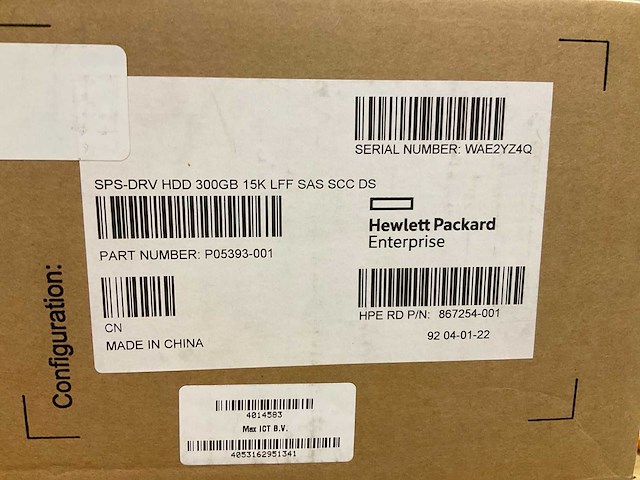 SERIAL NUMBER: WAE2YZ4Q
SPS-DRV HDD 300GB 15K LFF SAS SCC DS
Hewlett Packard
Enterprise
PART NUMBER: P05393-001
HPE RD P/N: 867254-001
CN
92 04-01-22
MADE IN CHINA
Configuration:
4014583
Max ICT B.V.
4053162951341